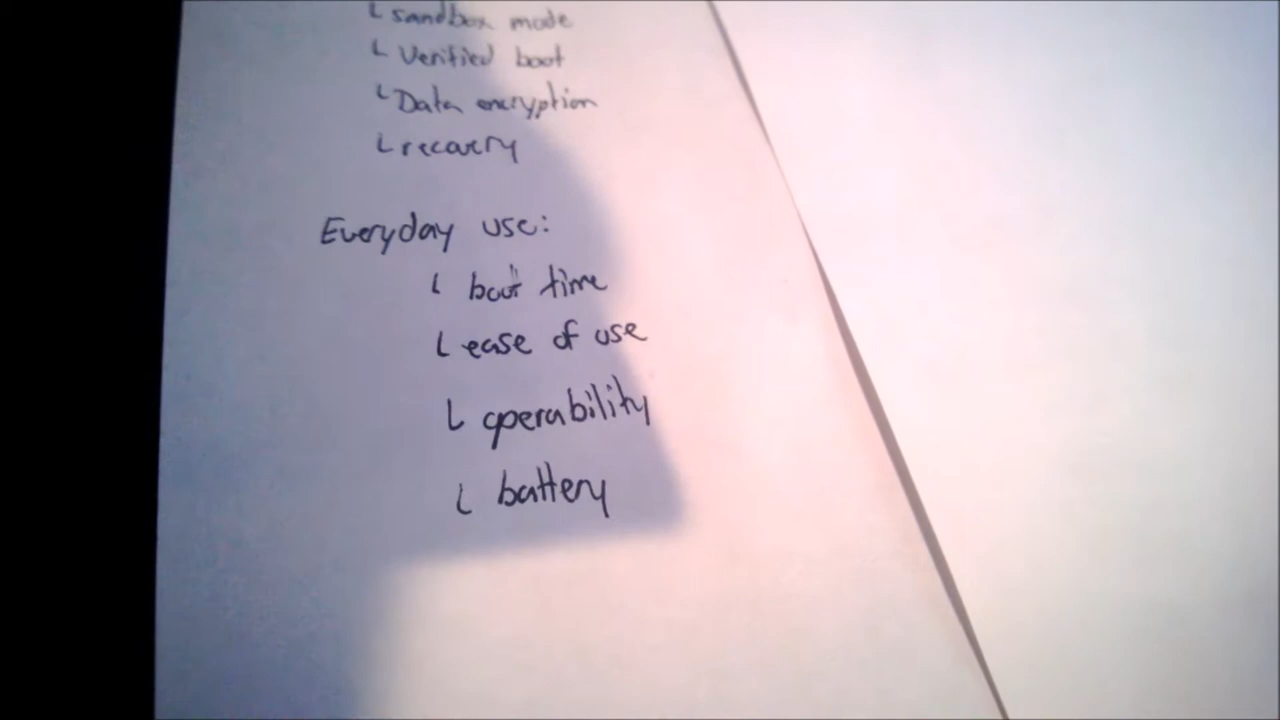 └ sandbox mode
└ Verified boot
└ Data encryption
└ recovery
Everyday use:
└ boot time
└ ease of use
└ operability
└ battery